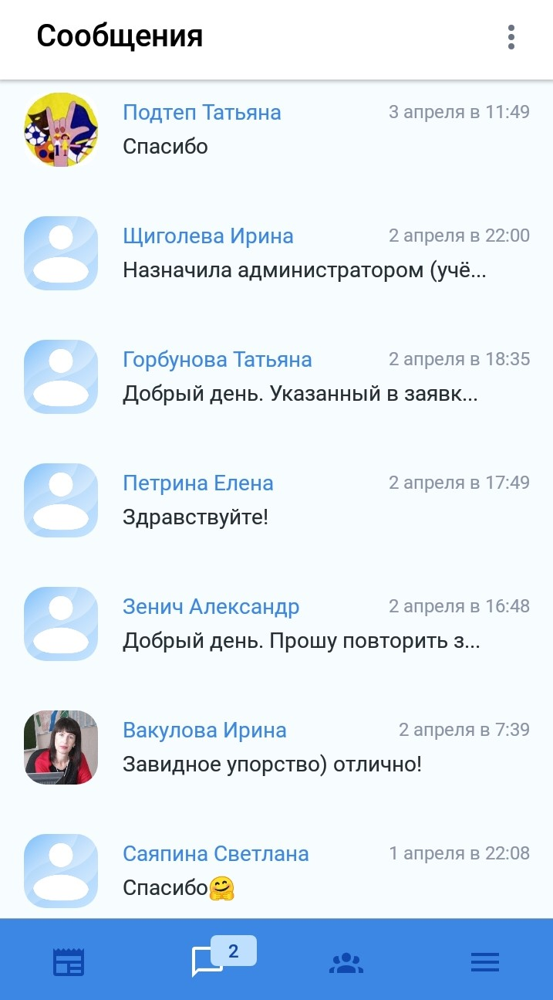 Сообщения
Подтеп Татьяна 3 апреля в 11:49
Спасибо
Щиголева Ирина 2 апреля в 22:00
Назначила администратором (учё...
Горбунова Татьяна 2 апреля в 18:35
Добрый день. Указанный в заявк...
Петрина Елена 2 апреля в 17:49
Здравствуйте!
Зенич Александр 2 апреля в 16:48
Добрый день. Прошу повторить з...
Вакулова Ирина 2 апреля в 7:39
Завидное упорство) отлично!
Саяпина Светлана 1 апреля в 22:08
Спасибо🤗
2